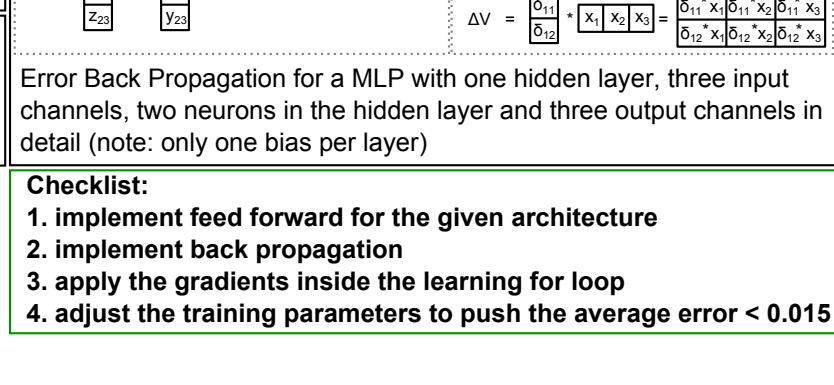 z₂₃ y₂₃
ΔV = δ₁₁ * x₁ x₂ x₃ = δ₁₁*x₁ δ₁₁*x₂ δ₁₁*x₃
δ₁₂ δ₁₂*x₁ δ₁₂*x₂ δ₁₂*x₃
Error Back Propagation for a MLP with one hidden layer, three input
channels, two neurons in the hidden layer and three output channels in
detail (note: only one bias per layer)
Checklist:
1. implement feed forward for the given architecture
2. implement back propagation
3. apply the gradients inside the learning for loop
4. adjust the training parameters to push the average error < 0.015